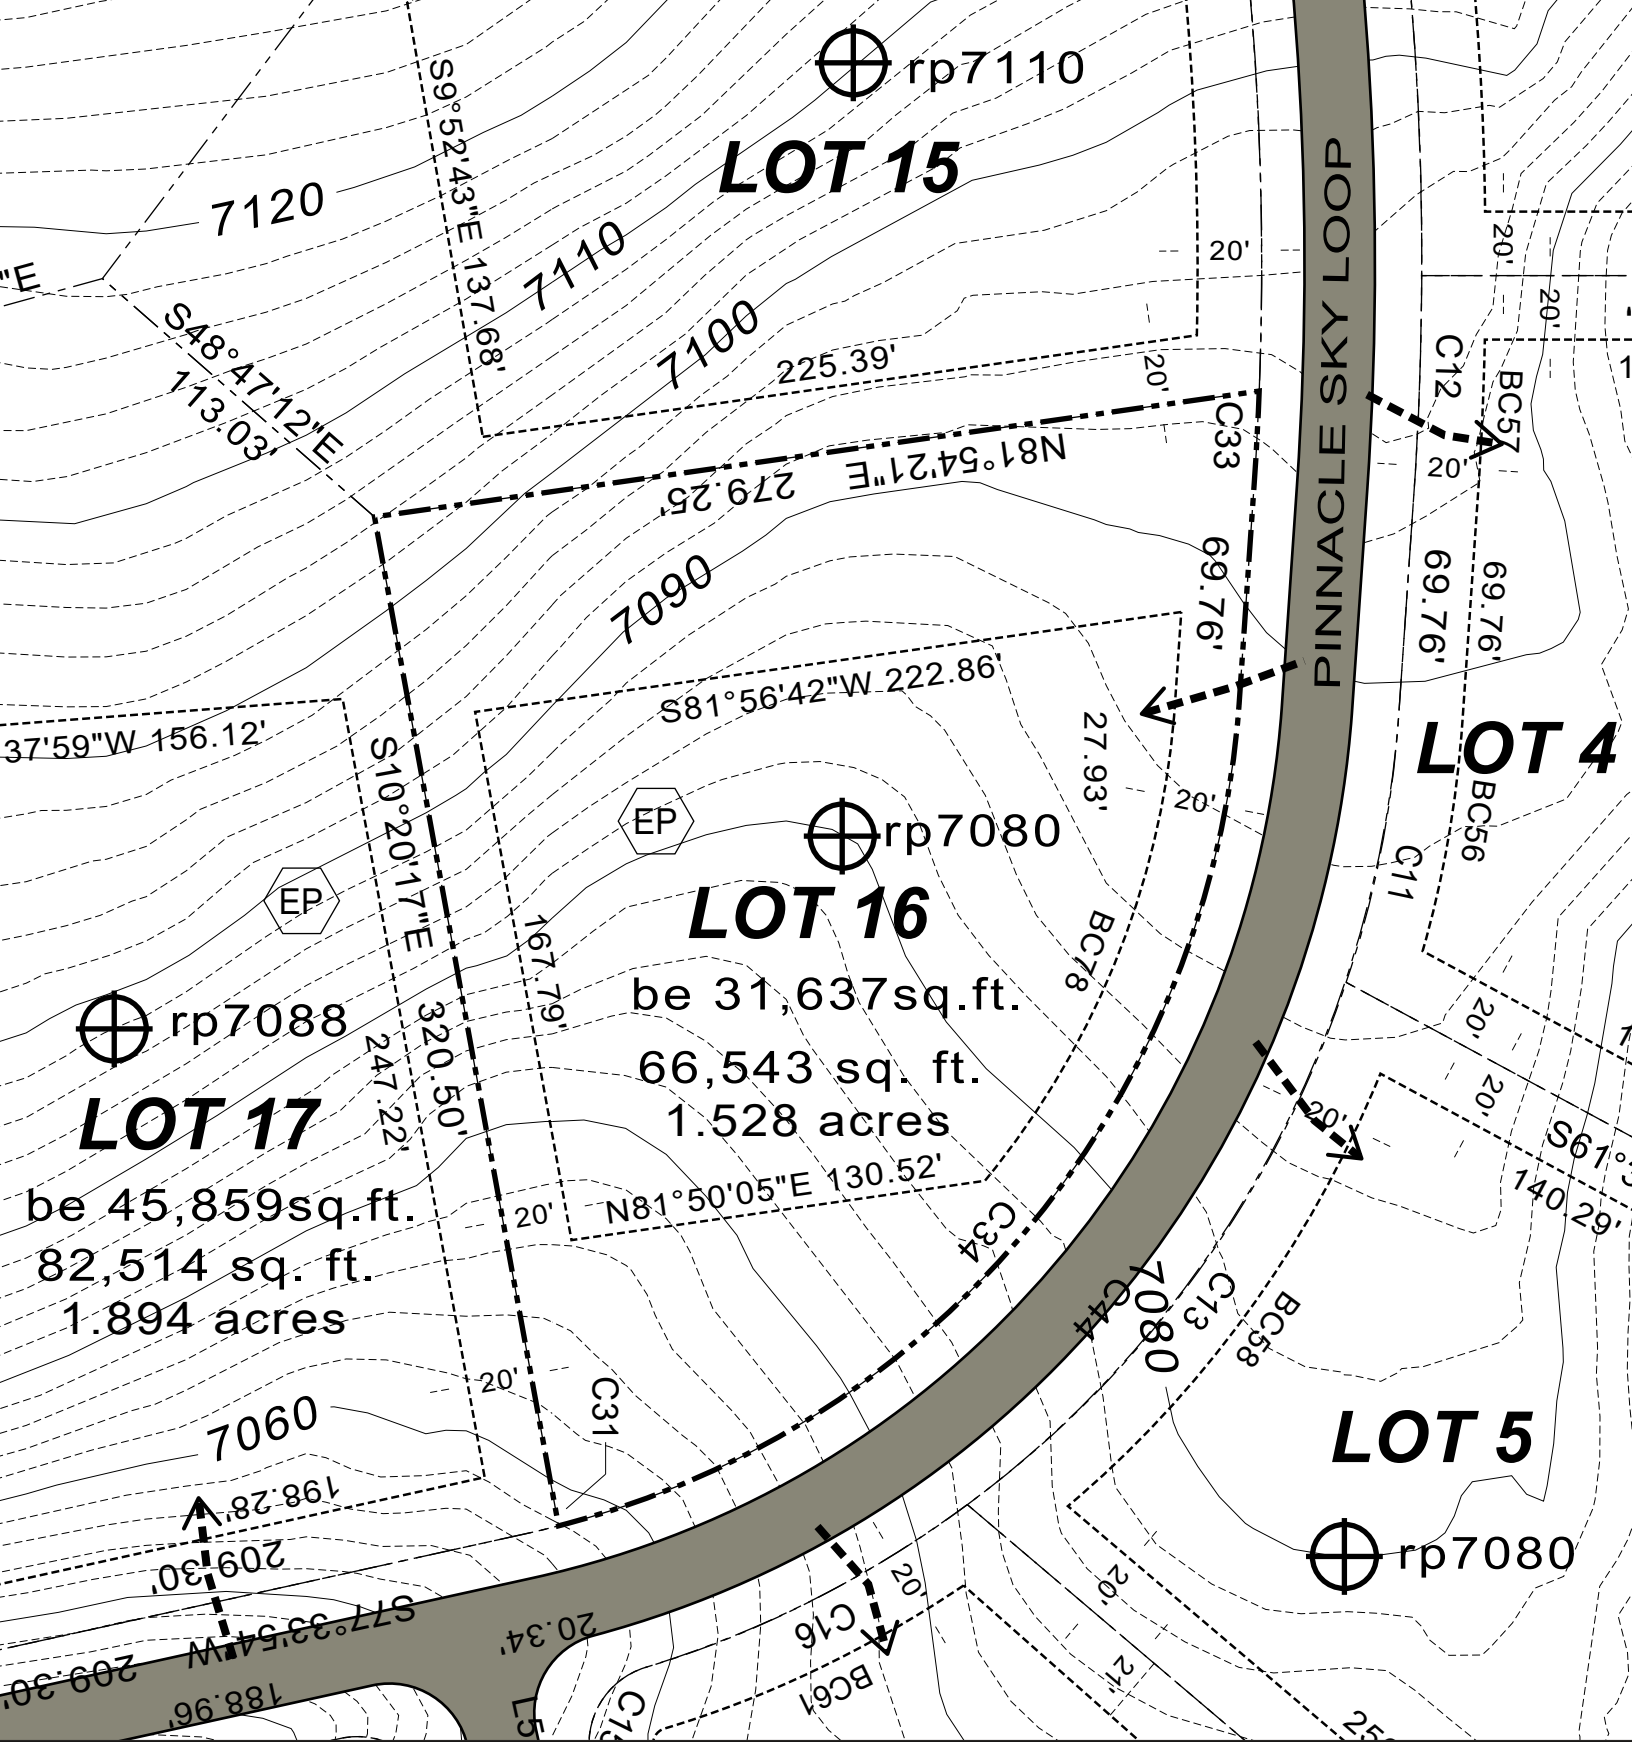 rp7110
LOT 15
S9°52'43"E 137.68'
7120
7110
7100
"E
S48°47'12"E
113.03'
225.39'
20'
20'
PINNACLE SKY LOOP
20'
20'
C12
BC57
20'
C33
N81°54'21"E
279.25'
7090
69.76'
69.76'
69.76'
S81°56'42"W 222.86'
27.93'
20'
37'59"W 156.12'
S10°20'17"E
320.50'
LOT 4
BC56
C11
EP
EP
rp7080
LOT 16
be 31,637sq.ft.
66,543 sq. ft.
1.528 acres
167.79'
BC78
rp7088
LOT 17
be 45,859sq.ft.
82,514 sq. ft.
1.894 acres
247.22'
20'
N81°50'05"E 130.52'
C34
20'
20'
20'
S61°
140.29'
C44
7080
C13
BC58
20'
C31
7060
198.28'
209.30'
S77°33'54"W
209.30'
188.96'
20.34'
L5
C15
C16
BC61
20'
LOT 5
rp7080
20'
21'